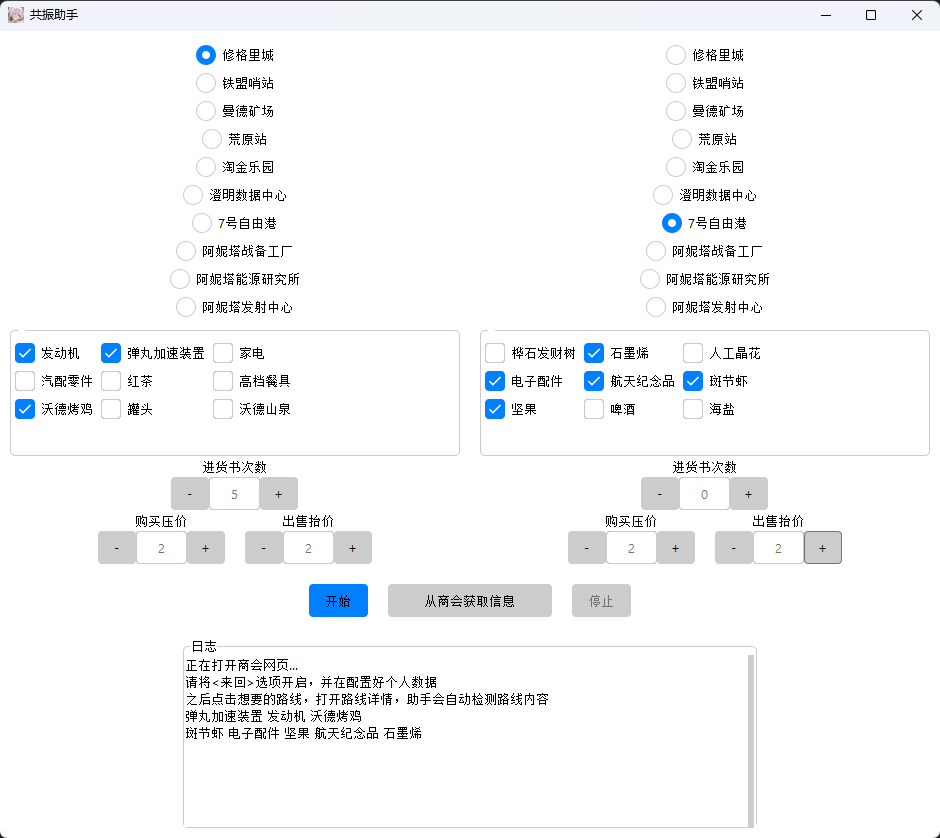 共振助手
修格里城
铁盟哨站
曼德矿场
荒原站
淘金乐园
澄明数据中心
7号自由港
阿妮塔战备工厂
阿妮塔能源研究所
阿妮塔发射中心
修格里城
铁盟哨站
曼德矿场
荒原站
淘金乐园
澄明数据中心
7号自由港
阿妮塔战备工厂
阿妮塔能源研究所
阿妮塔发射中心
发动机 弹丸加速装置 家电
汽配零件 红茶 高档餐具
沃德烤鸡 罐头 沃德山泉
桦石发财树 石墨烯 人工晶花
电子配件 航天纪念品 斑节虾
坚果 啤酒 海盐
进货书次数
- 5 +
购买压价 出售抬价
- 2 + - 2 +
进货书次数
- 0 +
购买压价 出售抬价
- 2 + - 2 +
开始 从商会获取信息 停止
日志
正在打开商会网页...
请将<来回>选项开启，并在配置好个人数据
之后点击想要的路线，打开路线详情，助手会自动检测路线内容
弹丸加速装置 发动机 沃德烤鸡
斑节虾 电子配件 坚果 航天纪念品 石墨烯